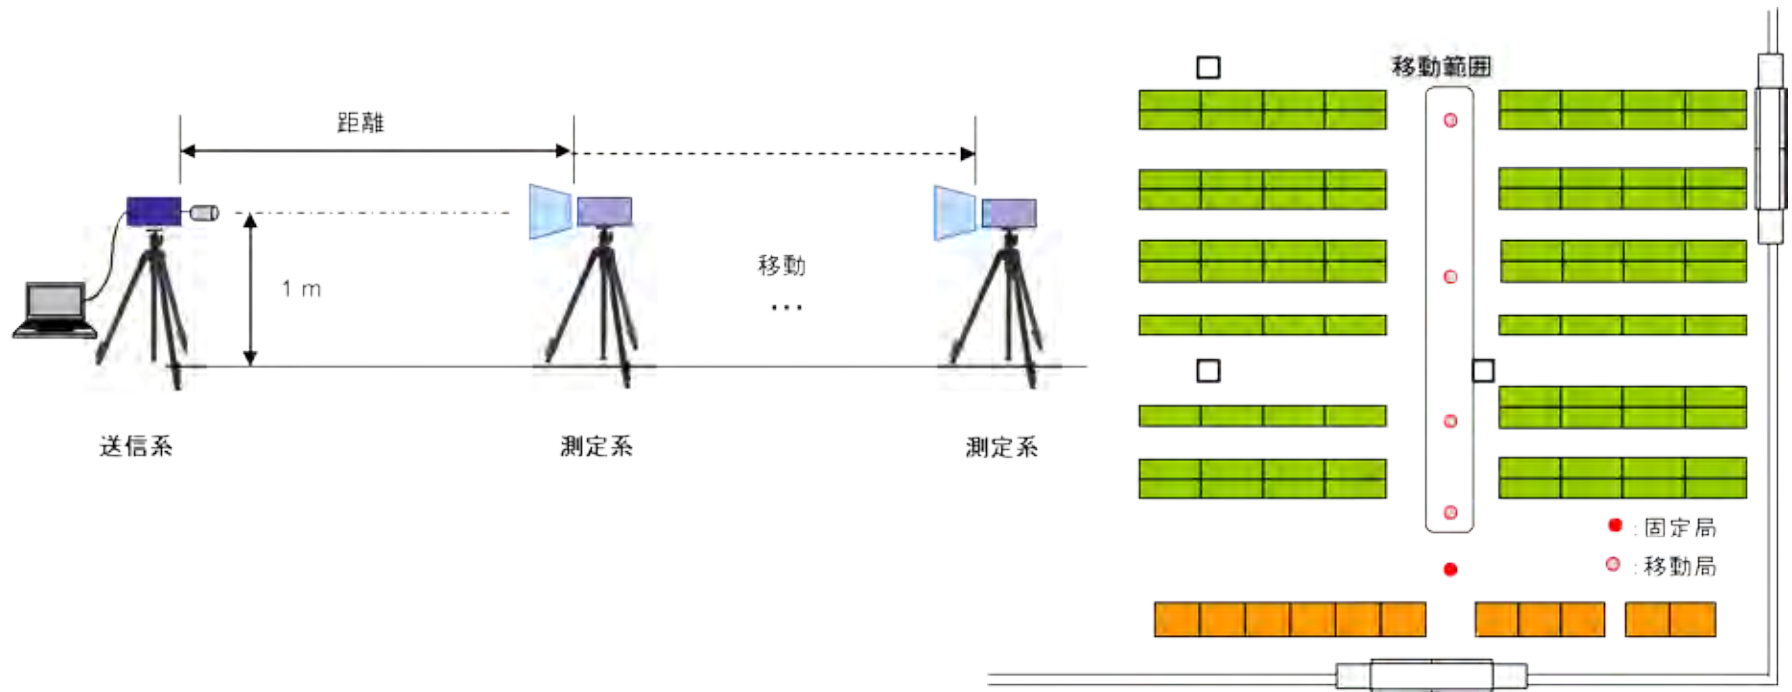 距離
移動
…
1 m
送信系
測定系
測定系
移動範囲
: 固定局
: 移動局